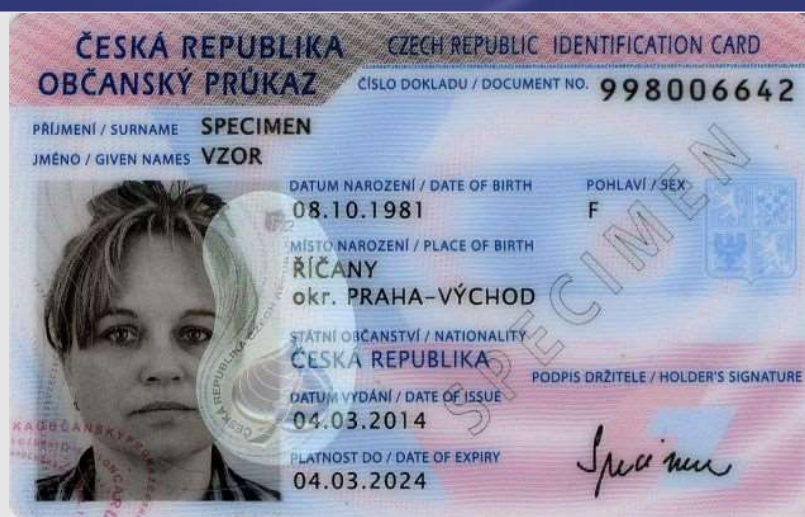 ČESKÁ REPUBLIKA
CZECH REPUBLIC IDENTIFICATION CARD
OBČANSKÝ PRŮKAZ
ČÍSLO DOKLADU / DOCUMENT NO. 998006642
PŘÍJMENÍ / SURNAME SPECIMEN
JMÉNO / GIVEN NAMES VZOR
DATUM NAROZENÍ / DATE OF BIRTH
POHLAVÍ / SEX
08.10.1981
F
MÍSTO NAROZENÍ / PLACE OF BIRTH
ŘÍČANY
okr. PRAHA-VÝCHOD
STÁTNÍ OBČANSTVÍ / NATIONALITY
ČESKÁ REPUBLIKA
PODPIS DRŽITELE / HOLDER'S SIGNATURE
DATUM VYDÁNÍ / DATE OF ISSUE
04.03.2014
Specimen
PLATNOST DO / DATE OF EXPIRY
04.03.2024
SPECIMEN